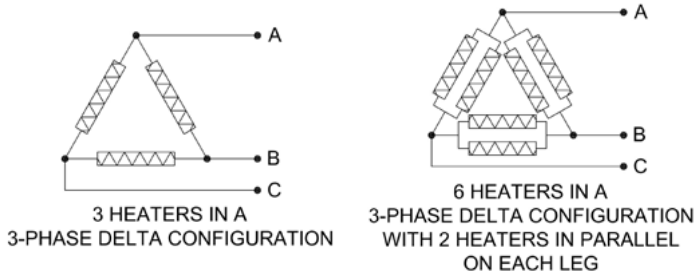 A
B
C
3 HEATERS IN A
3-PHASE DELTA CONFIGURATION
A
B
C
6 HEATERS IN A
3-PHASE DELTA CONFIGURATION
WITH 2 HEATERS IN PARALLEL
ON EACH LEG